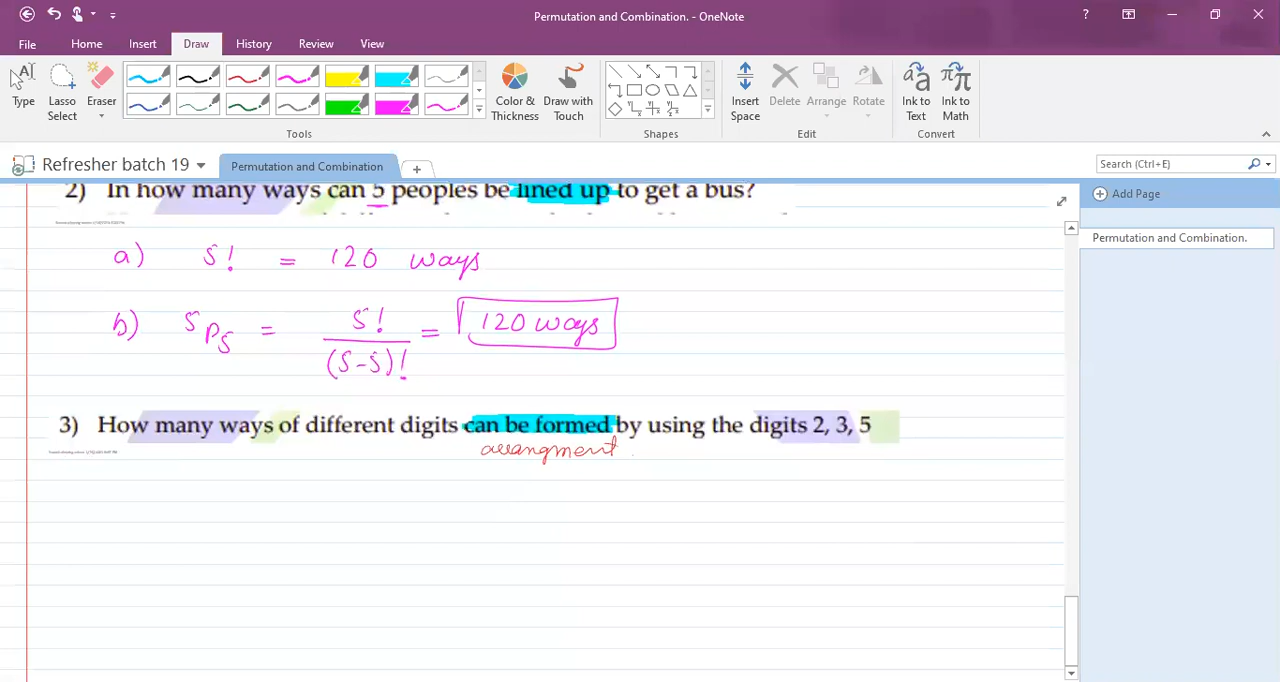 Permutation and Combination. - OneNote
File Home Insert Draw History Review View
Type Lasso Select Eraser Color & Thickness Draw with Touch Insert Space Delete Arrange Rotate Ink to Text Ink to Math
Tools Shapes Edit Convert
Refresher batch 19 Permutation and Combination Search (Ctrl+E)
Add Page
Permutation and Combination.
2) In how many ways can 5 peoples be lined up to get a bus?
a) 5! = 120 ways
b) 5P5 = 5!/(5-5)! = 120 ways
3) How many ways of different digits can be formed by using the digits 2, 3, 5
arrangment